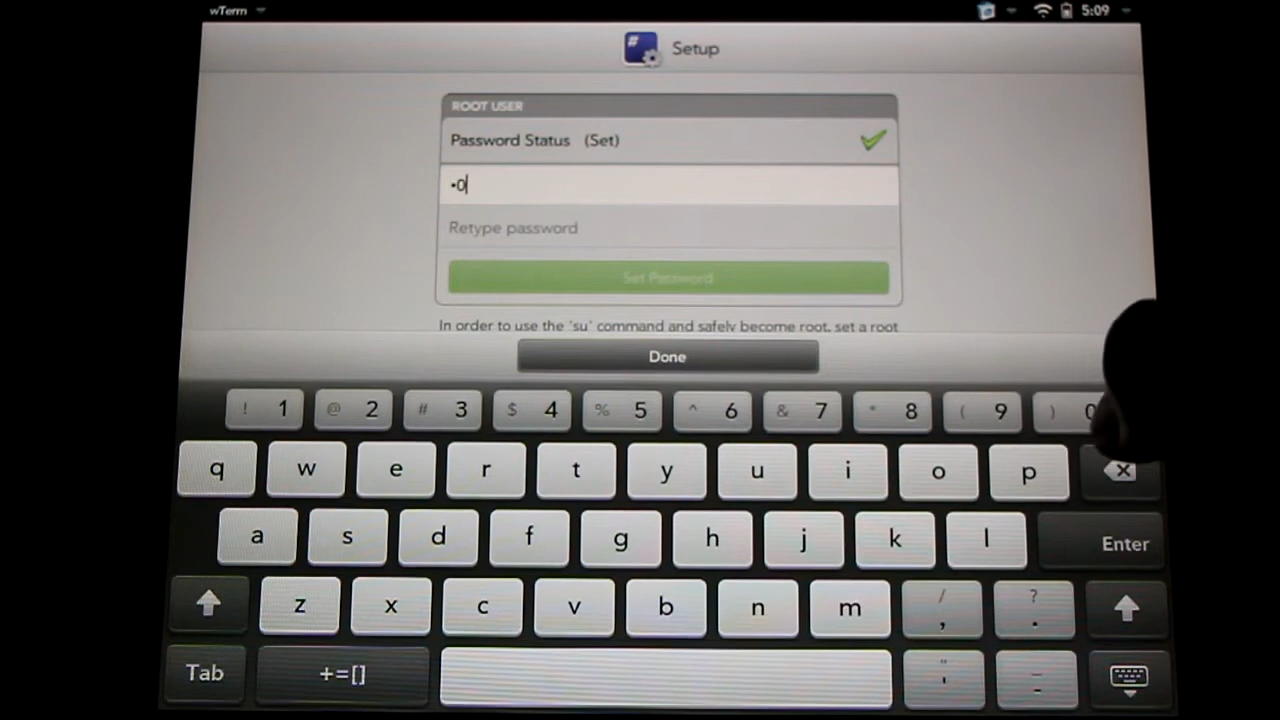 wTerm
5:09
# Setup
ROOT USER
Password Status (Set)
•0
Retype password
Set Password
In order to use the 'su' command and safely become root, set a root
Done
! 1 @ 2 # 3 $ 4 % 5 ^ 6 & 7 * 8 ( 9 ) 0
q w e r t y u i o p
a s d f g h j k l Enter
z x c v b n m / , ? .
Tab +=[] " ' _ -